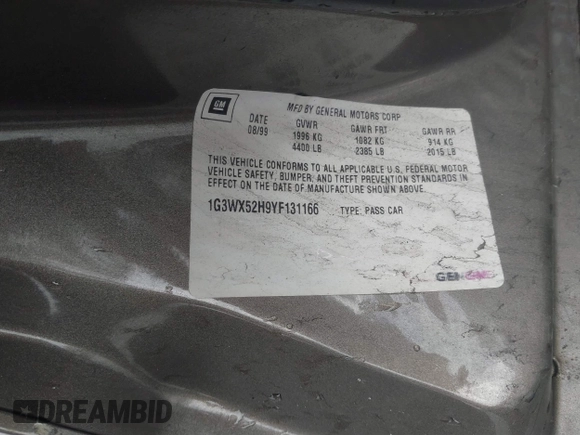 GM
MFD BY GENERAL MOTORS CORP
DATE GVWR GAWR FRT GAWR RR
08/99 1996 KG 1082 KG 914 KG
4400 LB 2385 LB 2015 LB
THIS VEHICLE CONFORMS TO ALL APPLICABLE U.S. FEDERAL MOTOR
VEHICLE SAFETY, BUMPER, AND THEFT PREVENTION STANDARDS IN
EFFECT ON THE DATE OF MANUFACTURE SHOWN ABOVE.
1G3WX52H9YF131166 TYPE: PASS CAR
DREAMBID